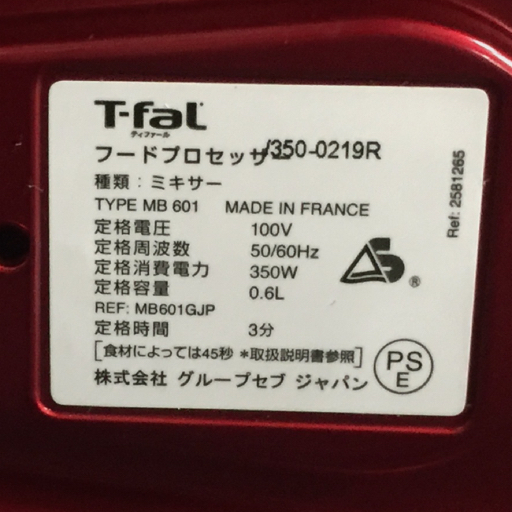 T-fal
ティファール
フードプロセッサー/350-0219R
種類：ミキサー
TYPE MB 601 MADE IN FRANCE
定格電圧 100V
定格周波数 50/60Hz
定格消費電力 350W
定格容量 0.6L
REF: MB601GJP
定格時間 3分
[食材によっては45秒 *取扱説明書参照]
株式会社 グループセブ ジャパン
S
®
PS
E
Ref: 2581265